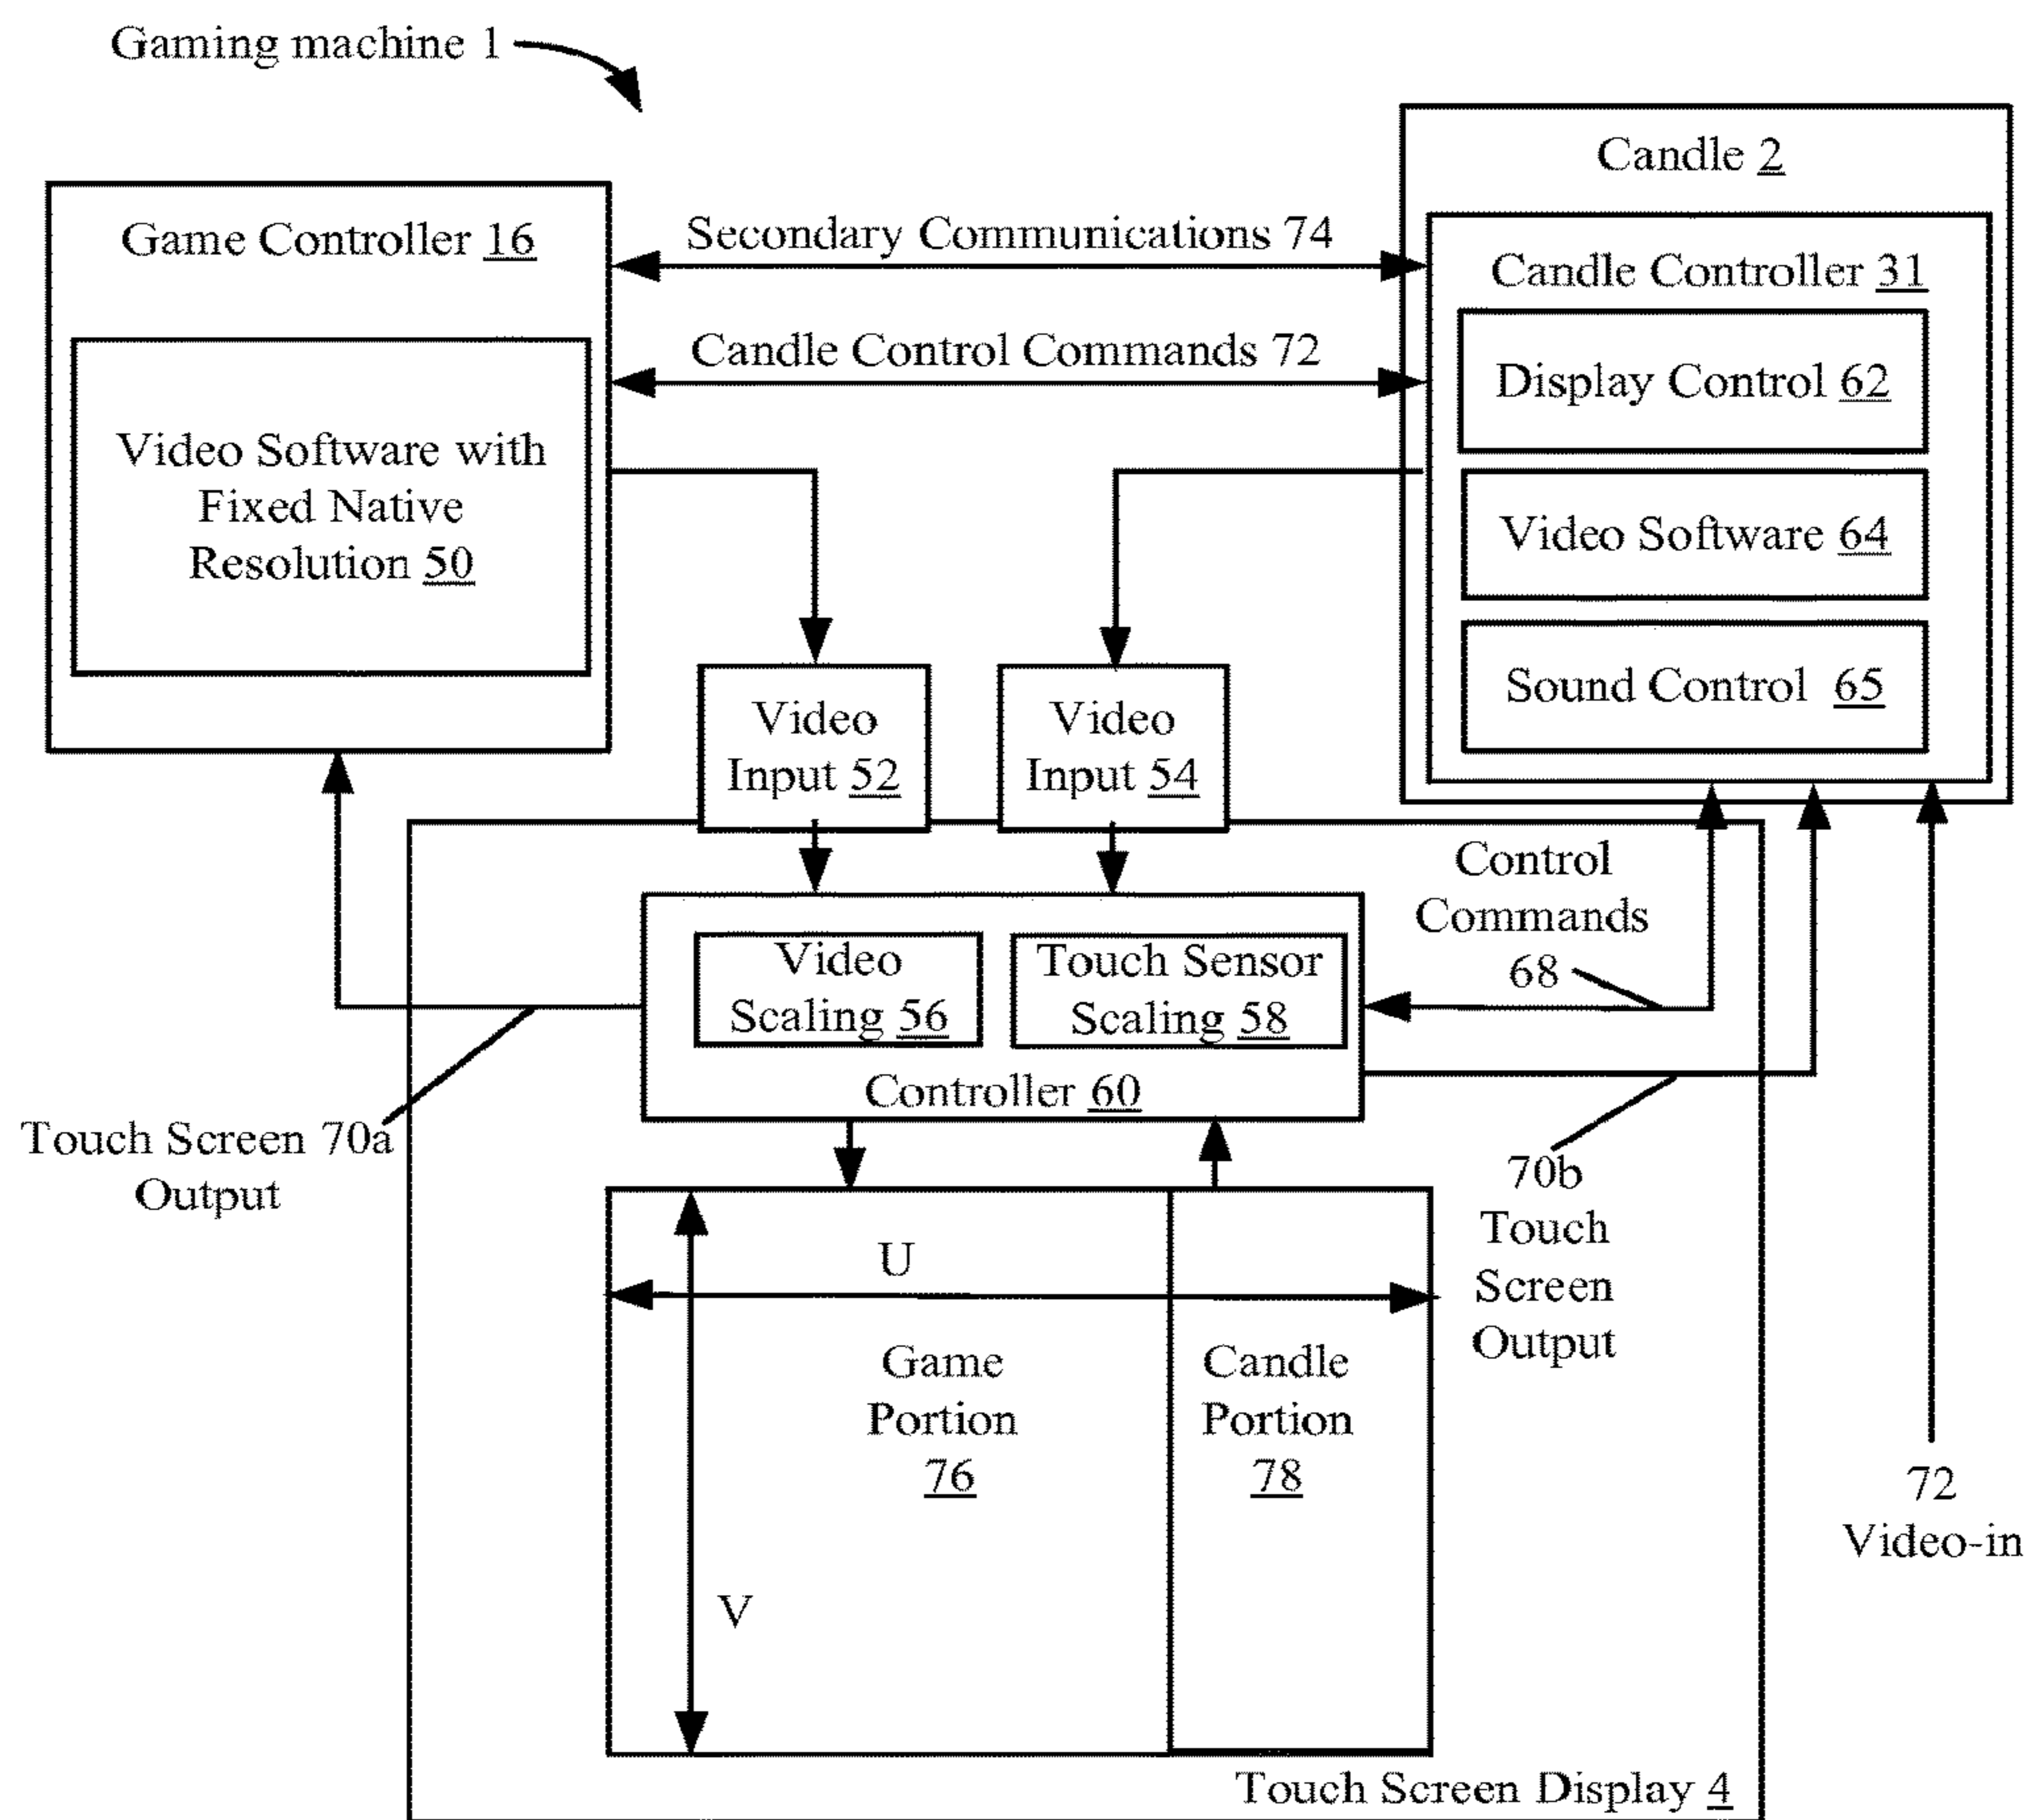 Gaming machine 1
Candle 2
Game Controller 16
Secondary Communications 74
Candle Controller 31
Candle Control Commands 72
Display Control 62
Video Software with
Fixed Native
Resolution 50
Video Software 64
Sound Control 65
Video
Input 52
Video
Input 54
Control
Commands
68
Video
Scaling 56
Touch Sensor
Scaling 58
Controller 60
Touch Screen 70a
Output
70b
Touch
Screen
Output
U
Game
Portion
76
Candle
Portion
78
V
72
Video-in
Touch Screen Display 4